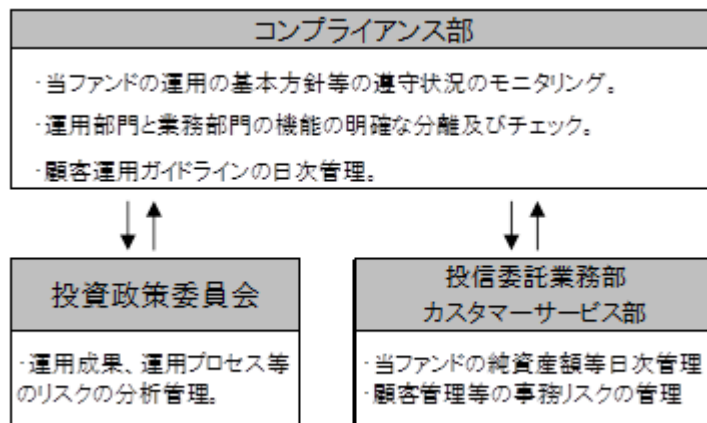 コンプライアンス部
・当ファンドの運用の基本方針等の遵守状況のモニタリング。
・運用部門と業務部門の機能の明確な分離及びチェック。
・顧客運用ガイドラインの日次管理。
投資政策委員会
・運用成果、運用プロセス等
のリスクの分析管理。
投信委託業務部
カスタマーサービス部
・当ファンドの純資産額等日次管理
・顧客管理等の事務リスクの管理